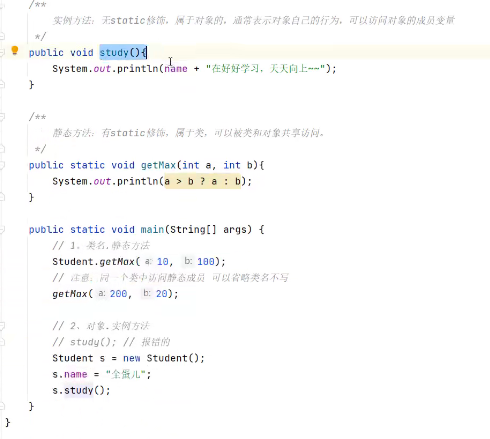 /**
实例方法：无static修饰，属于对象的，通常表示对象自己的行为，可以访问对象的成员变量
*/
public void study(){
System.out.println(name + "在好好学习，天天向上~~");
}
/**
静态方法：有static修饰，属于类，可以被类和对象共享访问。
*/
public static void getMax(int a, int b){
System.out.println(a > b ? a : b);
}
public static void main(String[] args) {
// 1、类名.静态方法
Student.getMax( a: 10, b: 100);
// 注意：同一个类中访问静态成员 可以省略类名不写
getMax( a: 200, b: 20);
// 2、对象.实例方法
// study(); // 报错的
Student s = new Student();
s.name = "全蛋儿";
s.study();
}
}